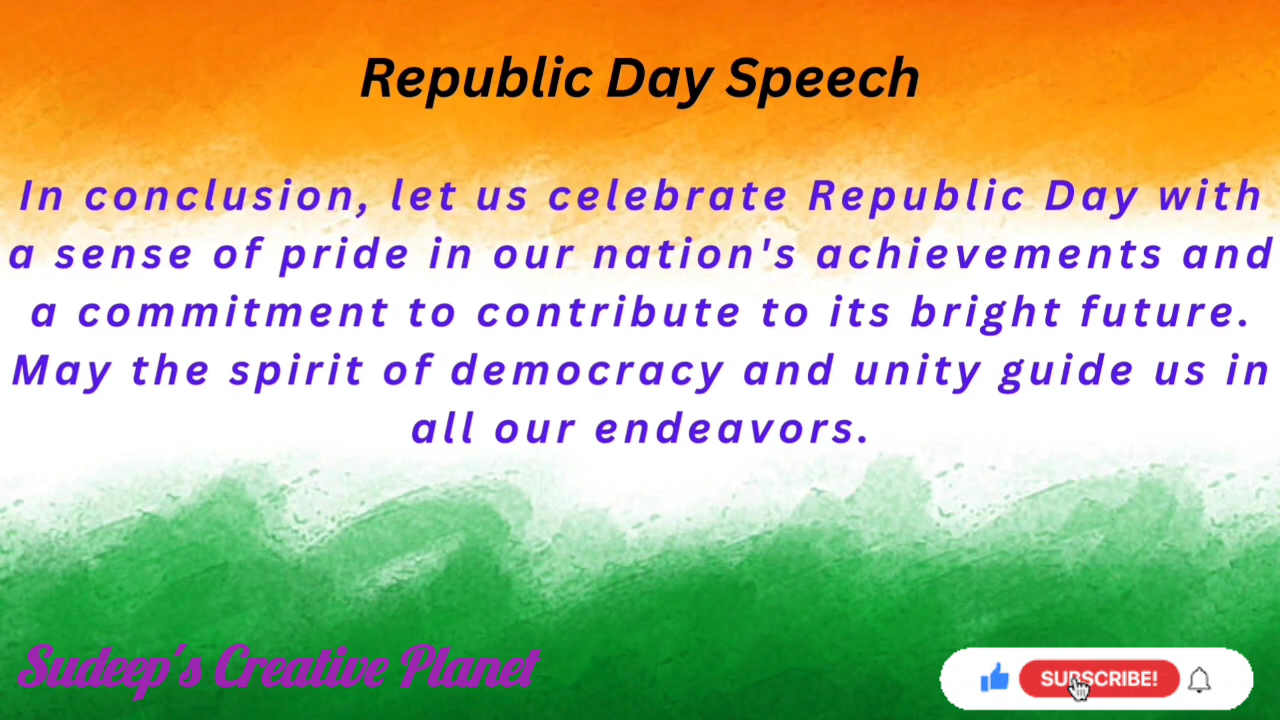 Republic Day Speech
In conclusion, let us celebrate Republic Day with
a sense of pride in our nation's achievements and
a commitment to contribute to its bright future.
May the spirit of democracy and unity guide us in
all our endeavors.
Sudeep's Creative Planet
SUBSCRIBE!